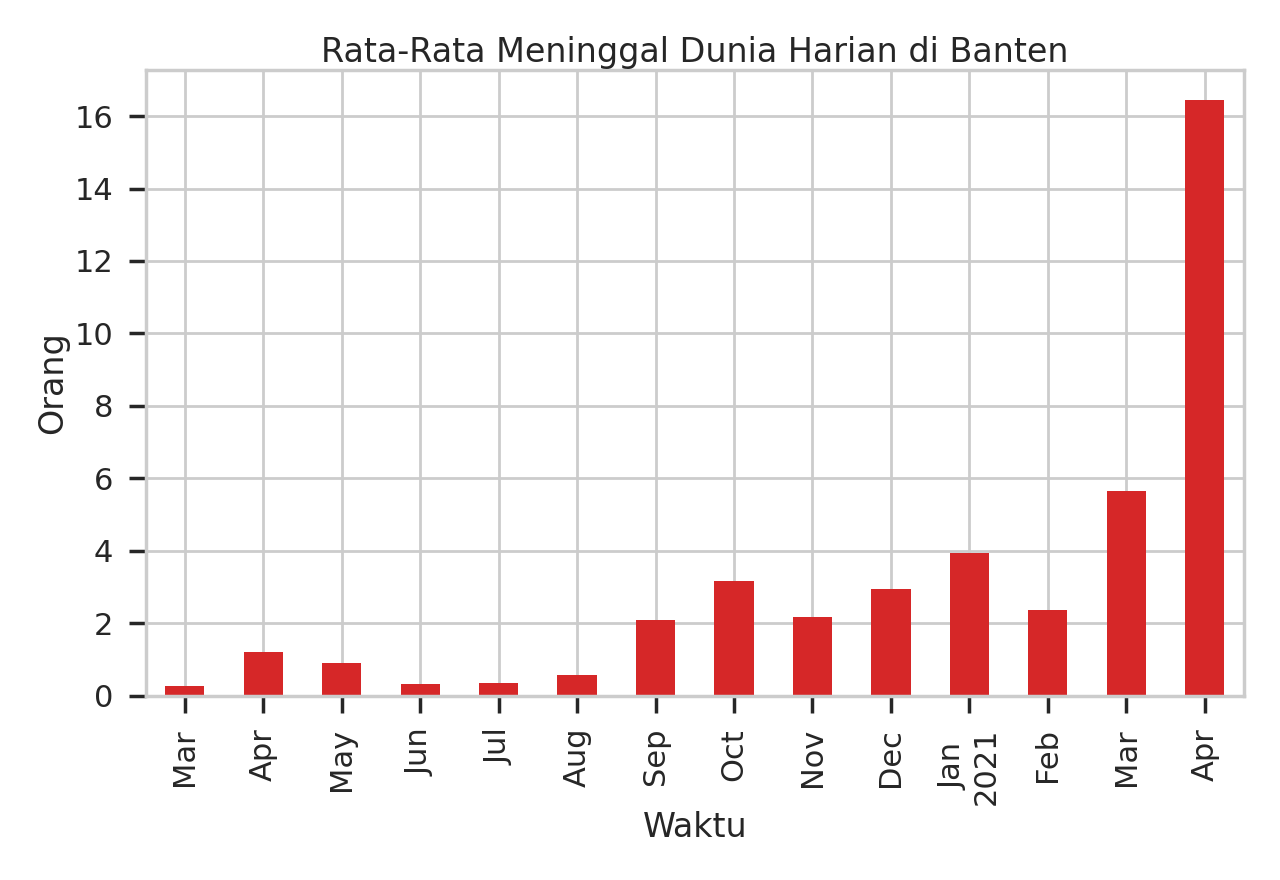 Rata-Rata Meninggal Dunia Harian di Banten
16
14
12
10
8
6
4
2
0
Orang
Mar
Apr
May
Jun
Jul
Aug
Sep
Oct
Nov
Dec
Jan
2021
Feb
Mar
Apr
Waktu